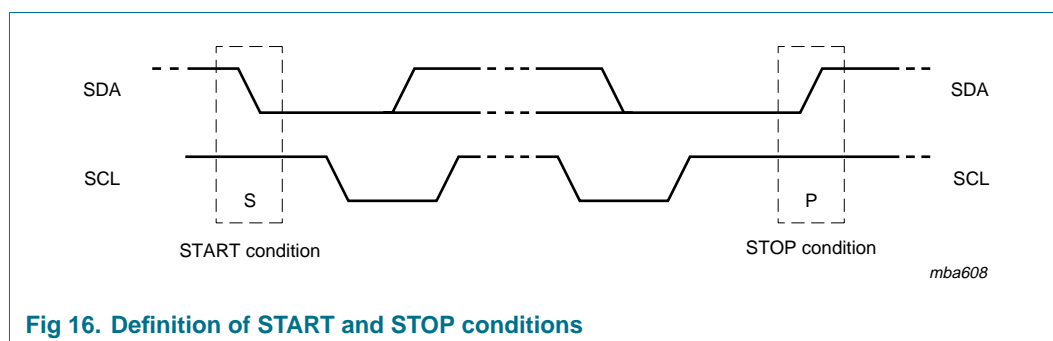 SDA
SDA
SCL
SCL
S
P
START condition
STOP condition
mba608
Fig 16. Definition of START and STOP conditions